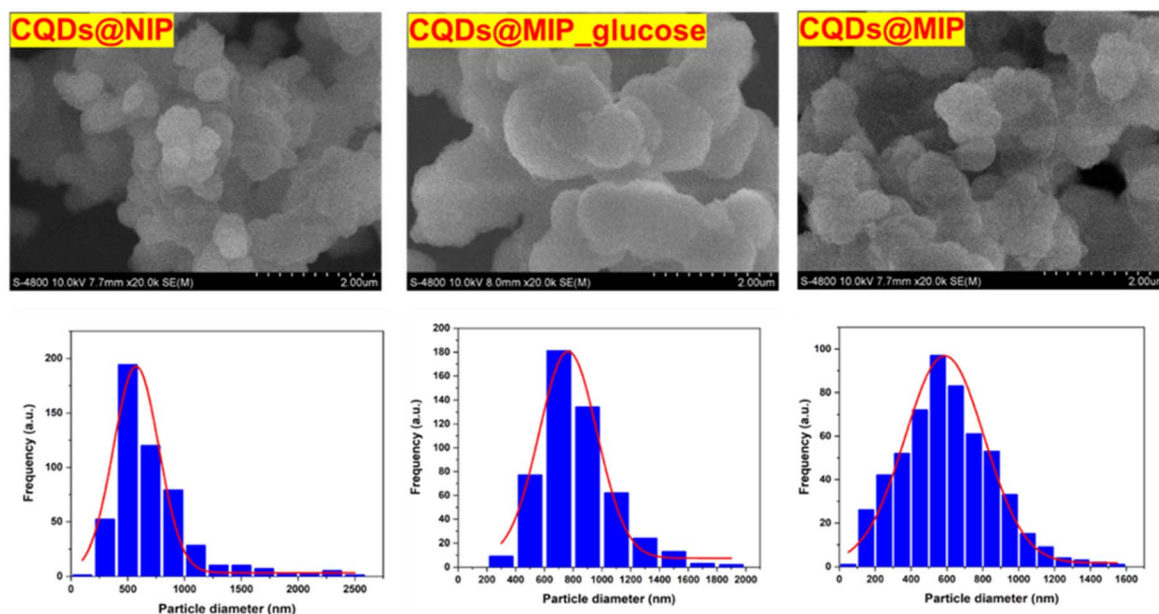 CQDs@NIP
CQDs@MIP_glucose
CQDs@MIP
S-4800 10.0kV 7.7mm x20.0k SE(M)
2.00um
S-4800 10.0kV 8.0mm x20.0k SE(M)
2.00um
S-4800 10.0kV 7.7mm x20.0k SE(M)
2.00um
200
150
100
50
0
Frequency (a.u.)
0 500 1000 1500 2000 2500
Particle diameter (nm)
200
180
160
140
120
100
80
60
40
20
0
Frequency (a.u.)
0 200 400 600 800 1000 1200 1400 1600 1800 2000
Particle diameter (nm)
100
80
60
40
20
0
Frequency (a.u.)
0 200 400 600 800 1000 1200 1400 1600
Particle diameter (nm)